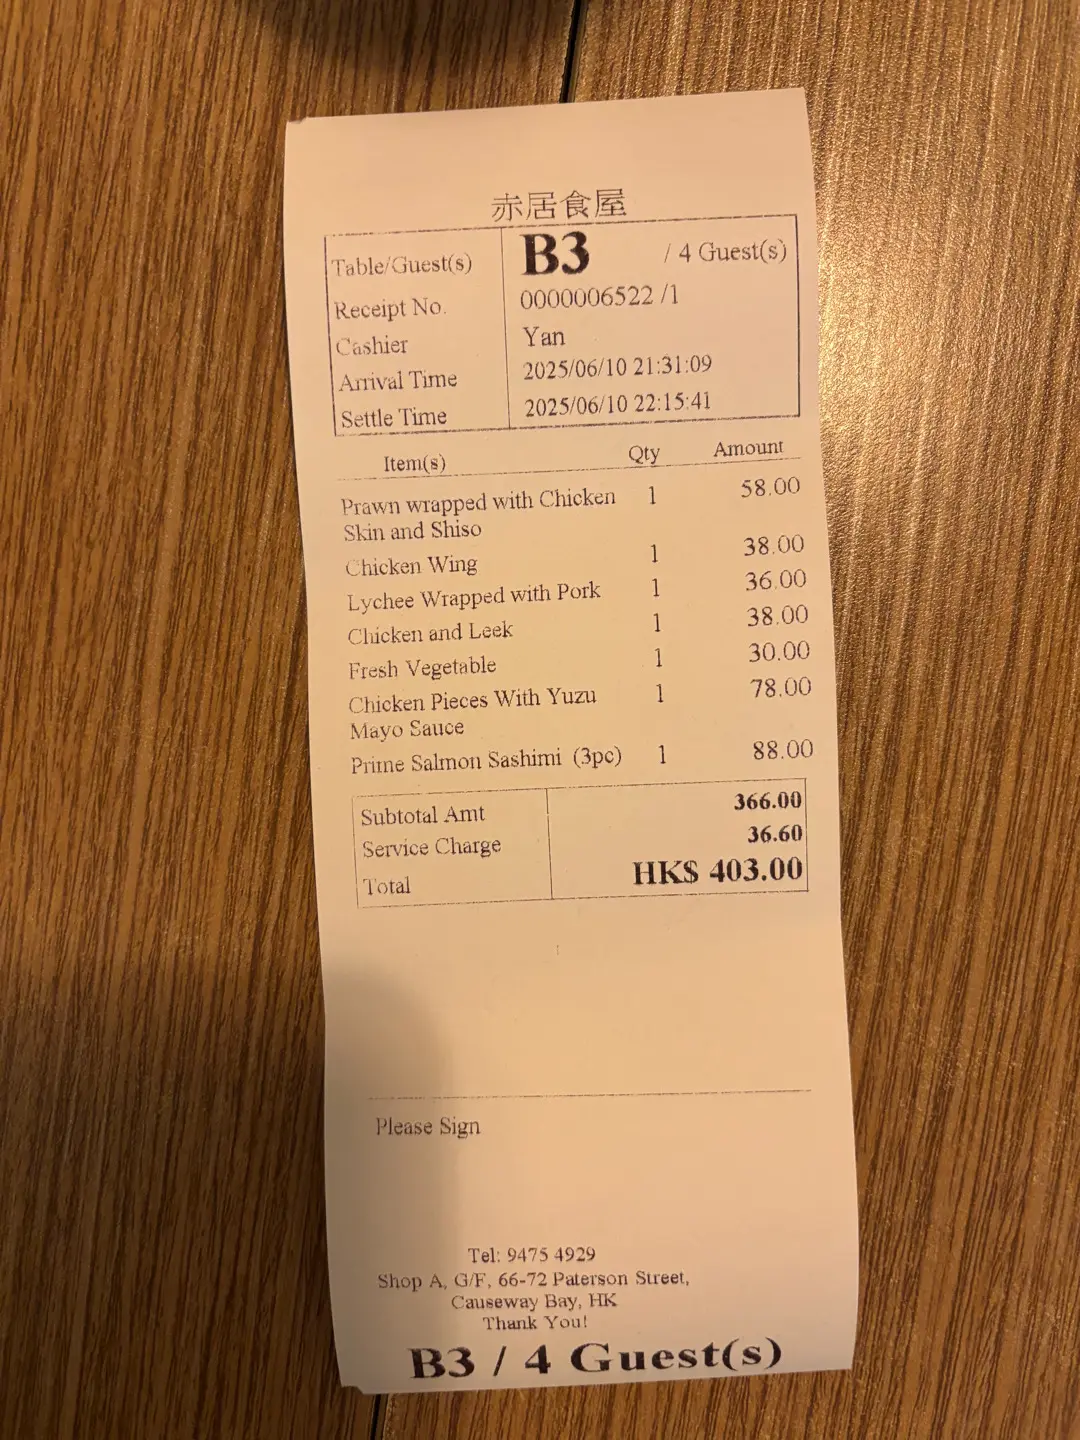 赤居食屋
Table/Guest(s) B3 / 4 Guest(s)
Receipt No. 0000006522 /1
Cashier Yan
Arrival Time 2025/06/10 21:31:09
Settle Time 2025/06/10 22:15:41
Item(s) Qty Amount
Prawn wrapped with Chicken 1 58.00
Skin and Shiso
Chicken Wing 1 38.00
Lychee Wrapped with Pork 1 36.00
Chicken and Leek 1 38.00
Fresh Vegetable 1 30.00
Chicken Pieces With Yuzu 1 78.00
Mayo Sauce
Prime Salmon Sashimi (3pc) 1 88.00
Subtotal Amt 366.00
Service Charge 36.60
Total HK$ 403.00
Please Sign
Tel: 9475 4929
Shop A, G/F, 66-72 Paterson Street,
Causeway Bay, HK
Thank You!
B3 / 4 Guest(s)